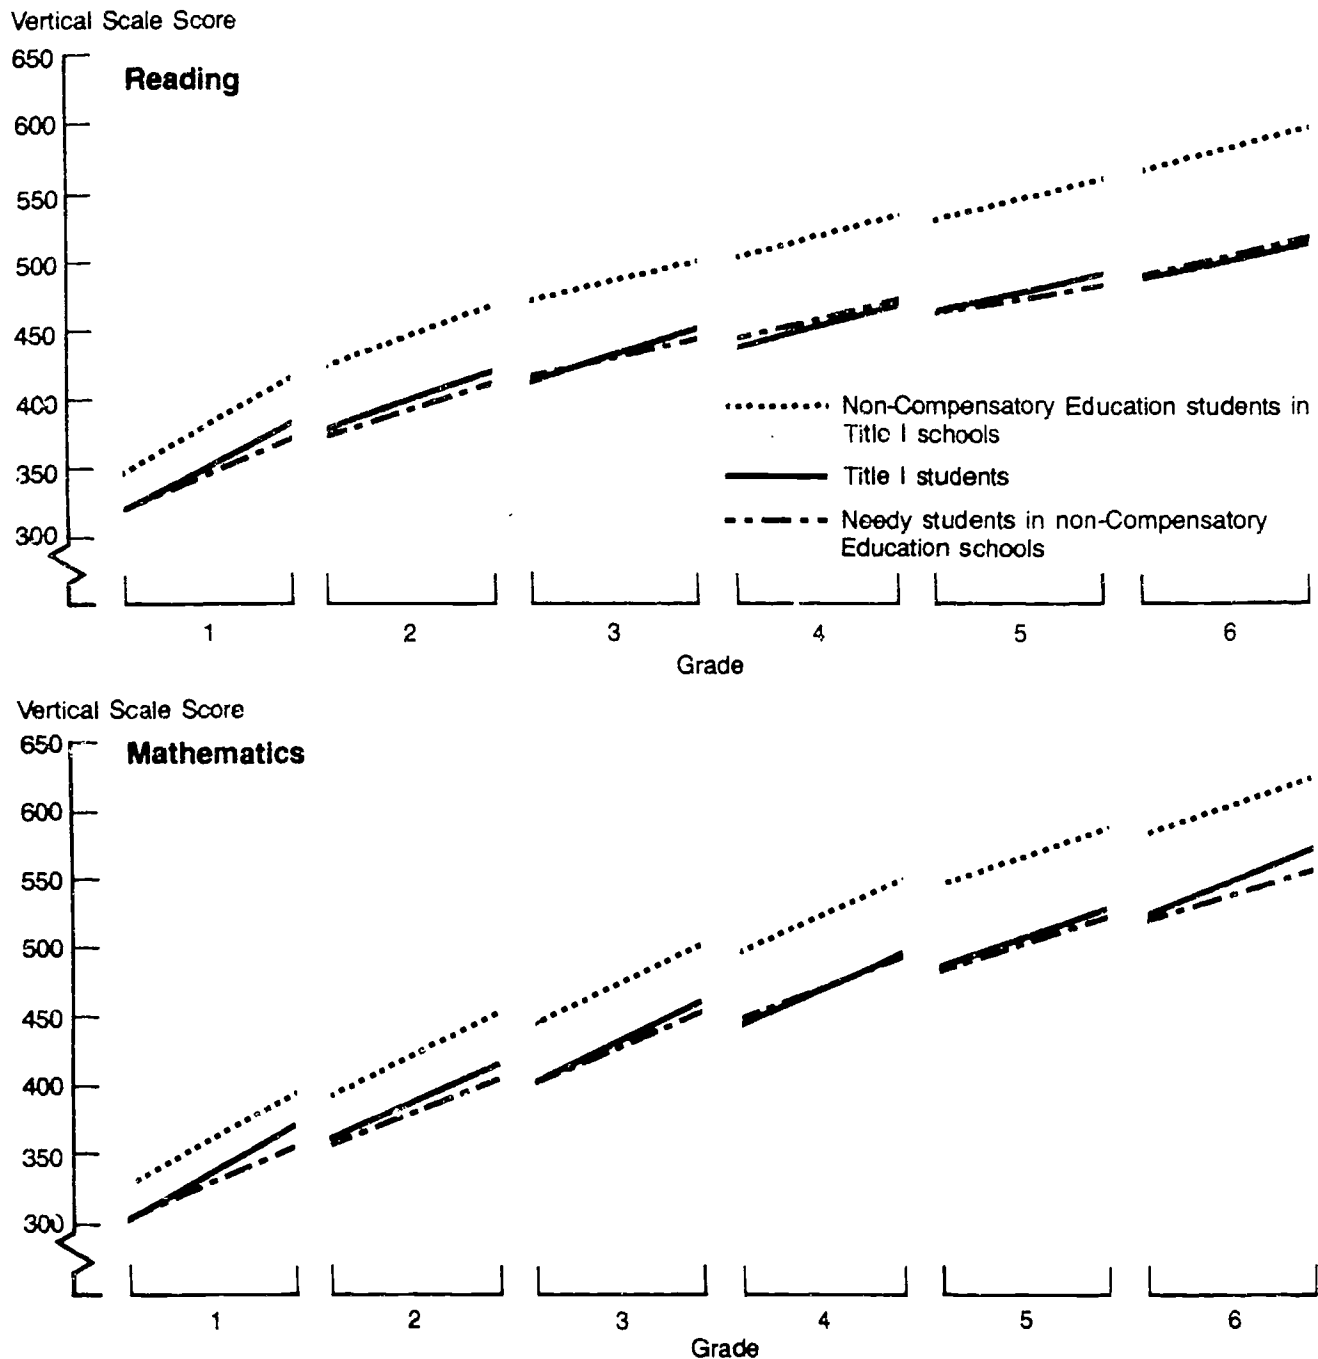 Vertical Scale Score
650
Reading
600
550
500
450
400
350
300
Non-Compensatory Education students in
Title I schools
Title I students
Needy students in non-Compensatory
Education schools
1 2 3 4 5 6
Grade
Vertical Scale Score
650
Mathematics
600
550
500
450
400
350
300
1 2 3 4 5 6
Grade